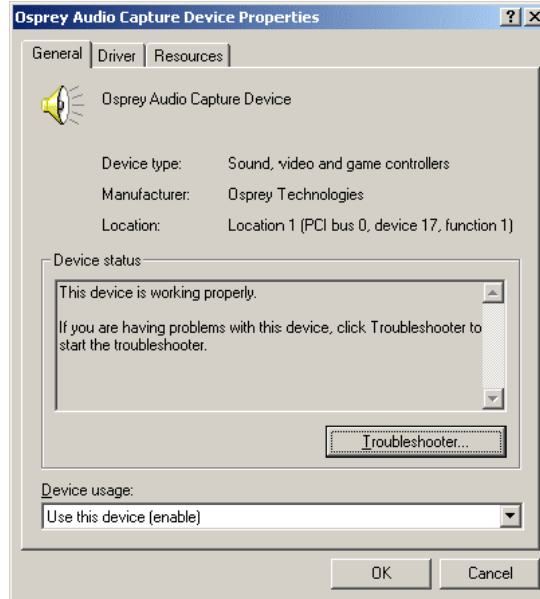 Osprey Audio Capture Device Properties
General Driver Resources
Osprey Audio Capture Device
Device type: Sound, video and game controllers
Manufacturer: Osprey Technologies
Location: Location 1 (PCI bus 0, device 17, function 1)
Device status
This device is working properly.
If you are having problems with this device, click Troubleshooter to
start the troubleshooter.
Troubleshooter...
Device usage:
Use this device (enable)
OK Cancel